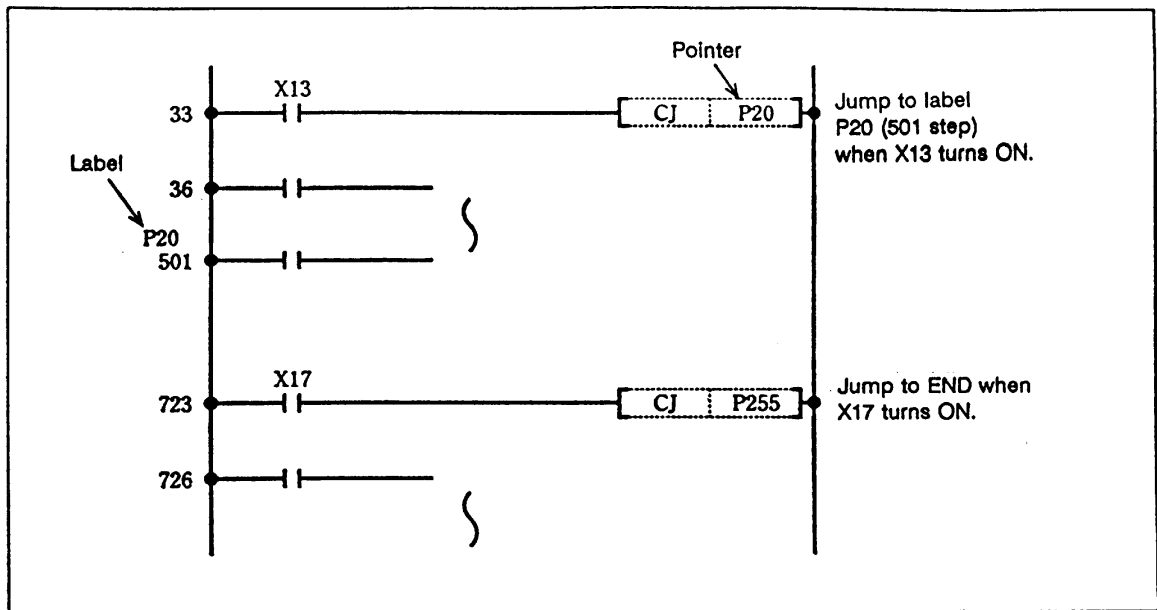 Pointer
X13
33
CJ P20
Jump to label
P20 (501 step)
when X13 turns ON.
Label
36
P20
501
X17
723
CJ P255
Jump to END when
X17 turns ON.
726